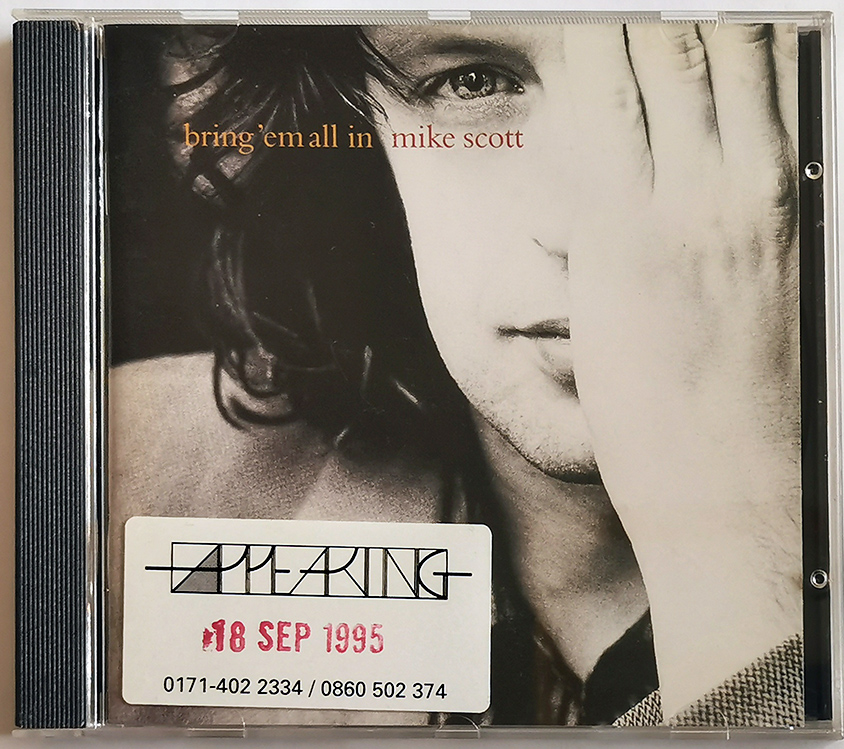 bring 'em all in mike scott
APPEARING
18 SEP 1995
0171-402 2334 / 0860 502 374